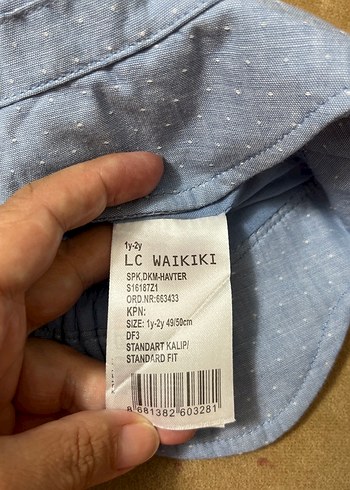 1y-2y
LC WAIKIKI
SPK,DKM-HAVTER
S16187Z1
ORD.NR:663433
KPN:
SIZE: 1y-2y 49/50cm
DF3
STANDART KALIP/
STANDARD FIT
8 681382 603281